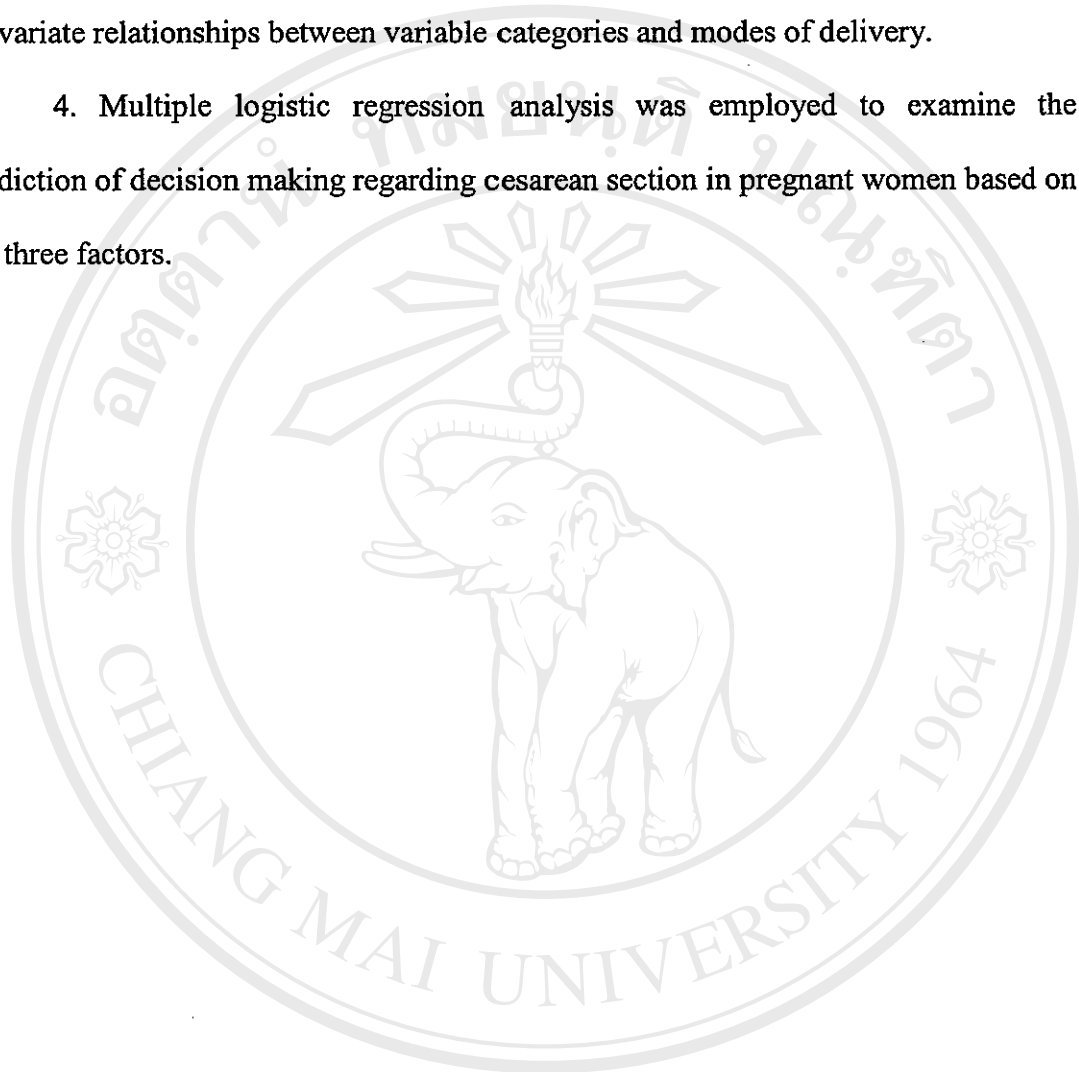 variate relationships between variable categories and modes of delivery.
4. Multiple logistic regression analysis was employed to examine the
diction of decision making regarding cesarean section in pregnant women based on
three factors.
CHIANG MAI UNIVERSITY 1964